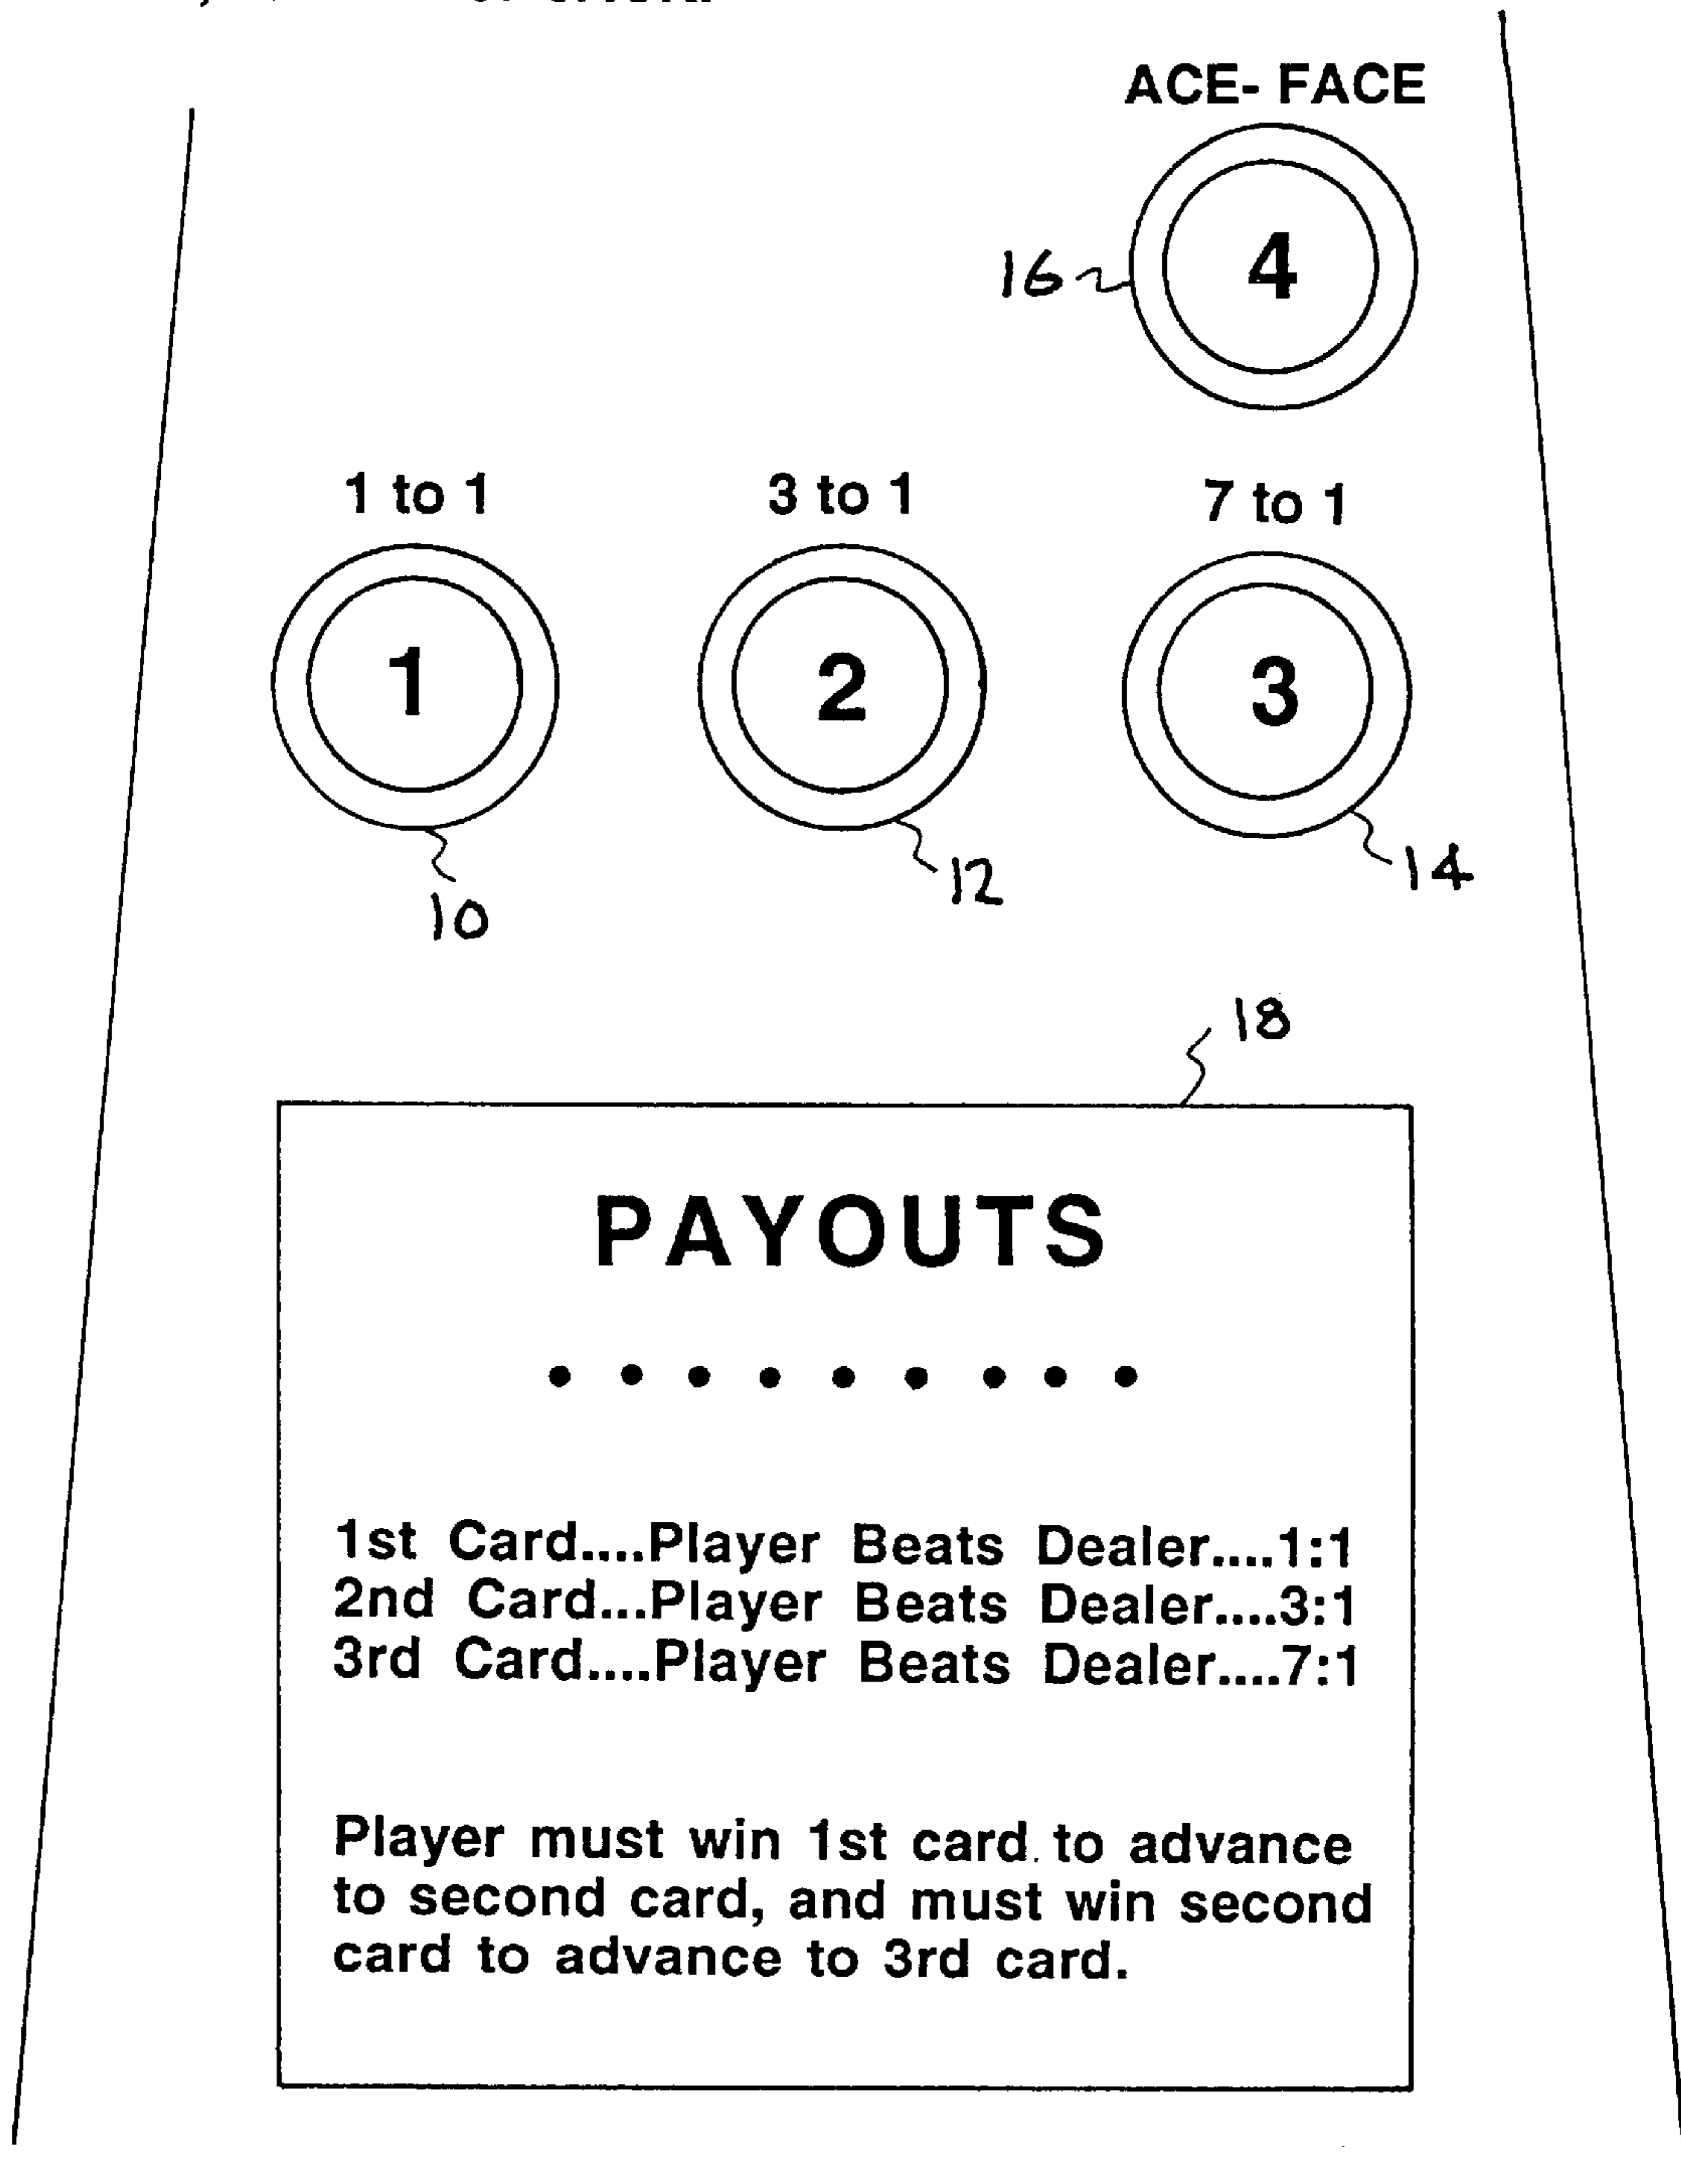 ACE- FACE
16
4
1 to 1
3 to 1
7 to 1
1
2
3
10
12
14
18
PAYOUTS
• • • • • • • • •
1st Card....Player Beats Dealer....1:1
2nd Card...Player Beats Dealer....3:1
3rd Card....Player Beats Dealer....7:1
Player must win 1st card to advance
to second card, and must win second
card to advance to 3rd card.